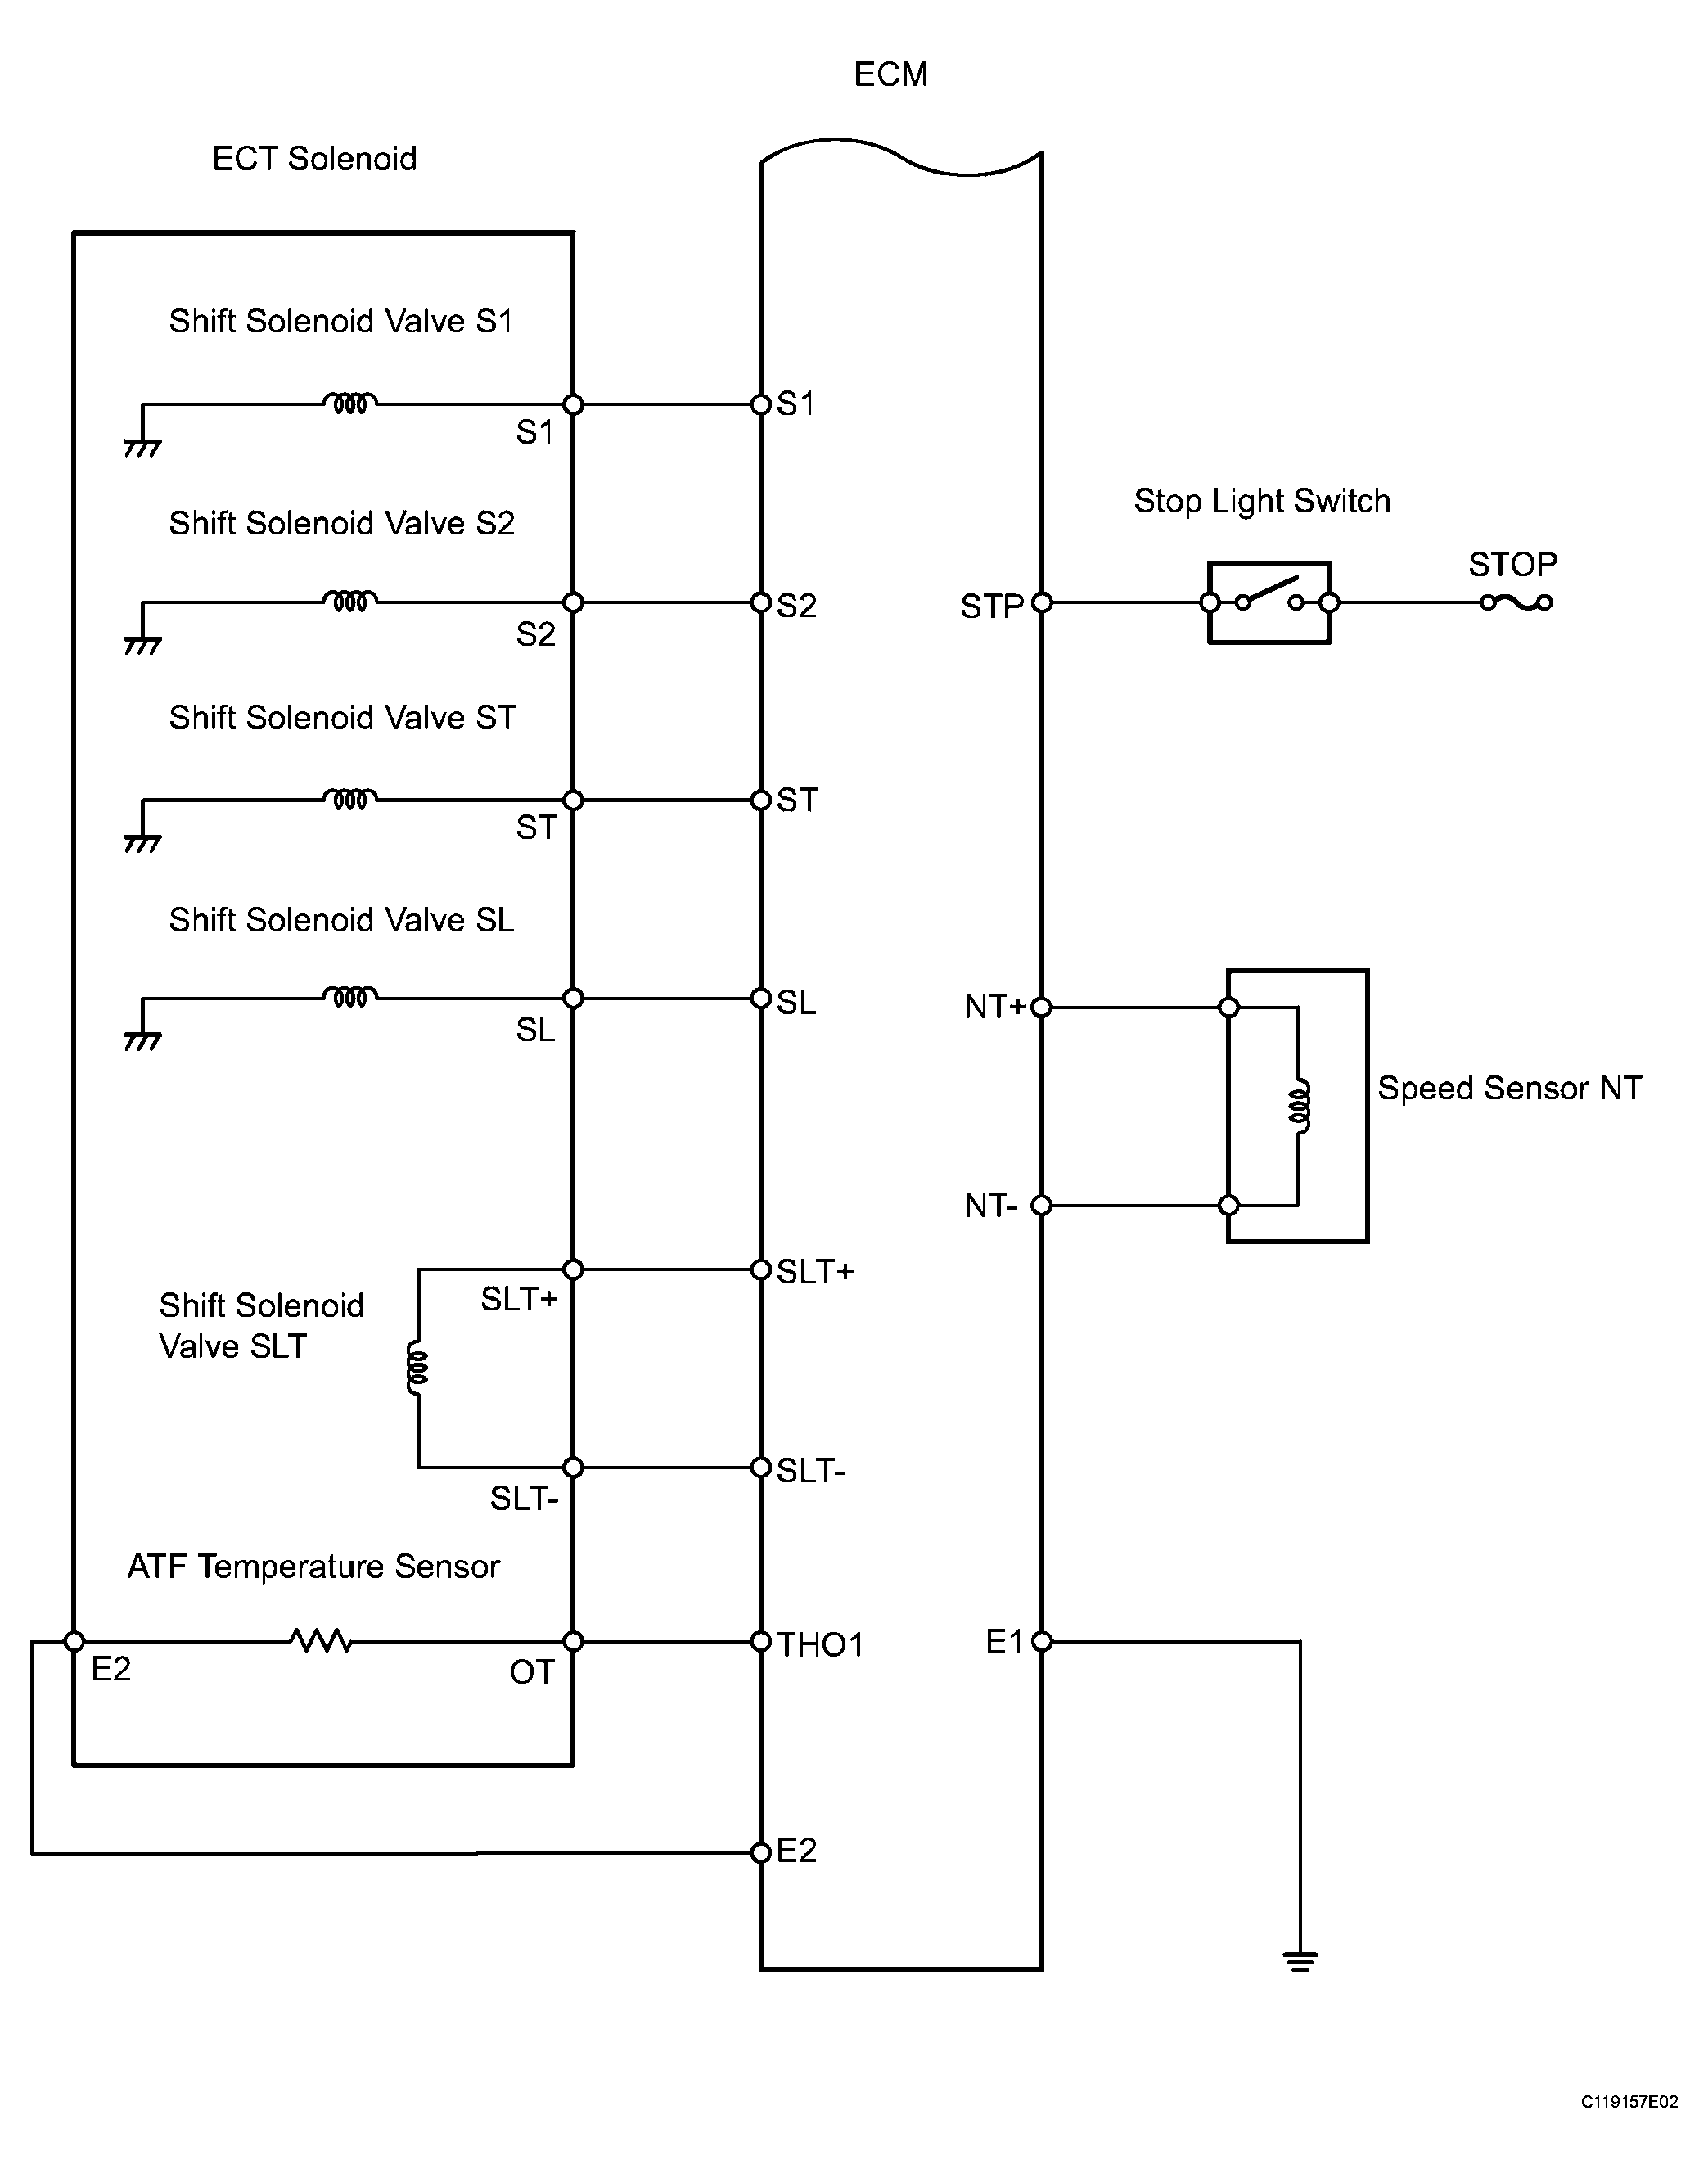 ECM
ECT Solenoid
Shift Solenoid Valve S1
S1
S1
Shift Solenoid Valve S2
S2
S2
Shift Solenoid Valve ST
ST
ST
Shift Solenoid Valve SL
SL
SL
Shift Solenoid
Valve SLT
SLT+
SLT+
SLT-
SLT-
ATF Temperature Sensor
E2
OT
THO1
E2
Stop Light Switch
STOP
STP
NT+
Speed Sensor NT
NT-
E1
C119157E02